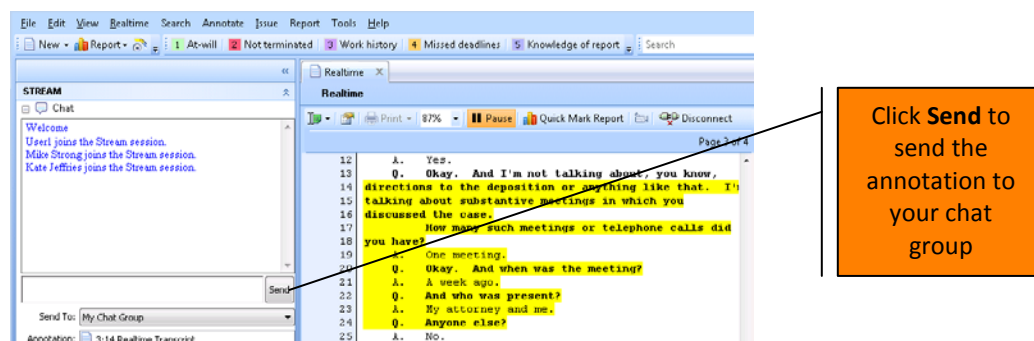 File Edit View Realtime Search Annotate Issue Report Tools Help
New Report 1 At-will 2 Not terminated 3 Work history 4 Missed deadlines 5 Knowledge of report Search
Realtime X
STREAM
Realtime
Chat
Print 87% Pause Quick Mark Report Disconnect
Page 3 of 4
Welcome
User1 joins the Stream session.
Mike Strong joins the Stream session.
Kate Jeffries joins the Stream session.
12 A. Yes.
13 Q. Okay. And I'm not talking about, you know,
14 directions to the deposition or anything like that. I'm
15 talking about substantive meetings in which you
16 discussed the case.
17 How many such meetings or telephone calls did
18 you have?
19 A. One meeting.
20 Q. Okay. And when was the meeting?
21 A. A week ago.
22 Q. And who was present?
23 A. My attorney and me.
24 Q. Anyone else?
25 A. No.
Send
Send To: My Chat Group
Annotation: 3:14 Realtime Transcript
Click Send to
send the
annotation to
your chat
group